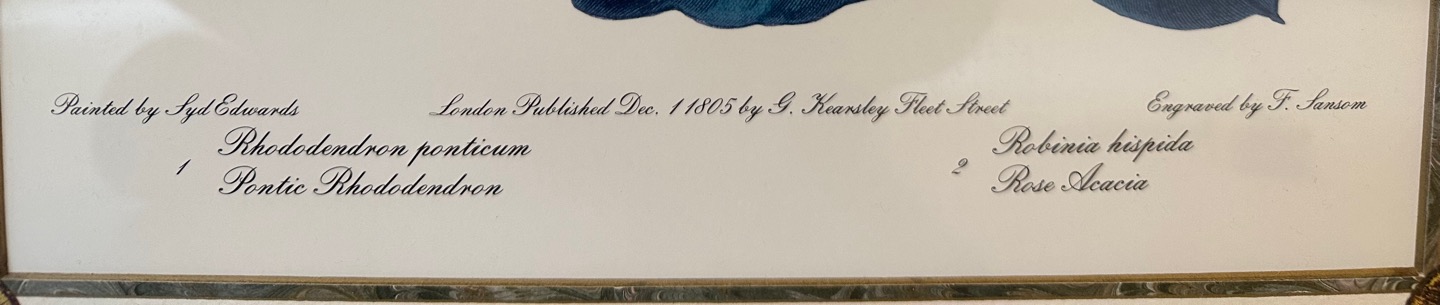 Painted by Syd Edwards London Published Dec. 1 1805 by G. Kearsley Fleet Street Engraved by F. Sansom
1 Rhododendron ponticum
Pontic Rhododendron
2 Robinia hispida
Rose Acacia